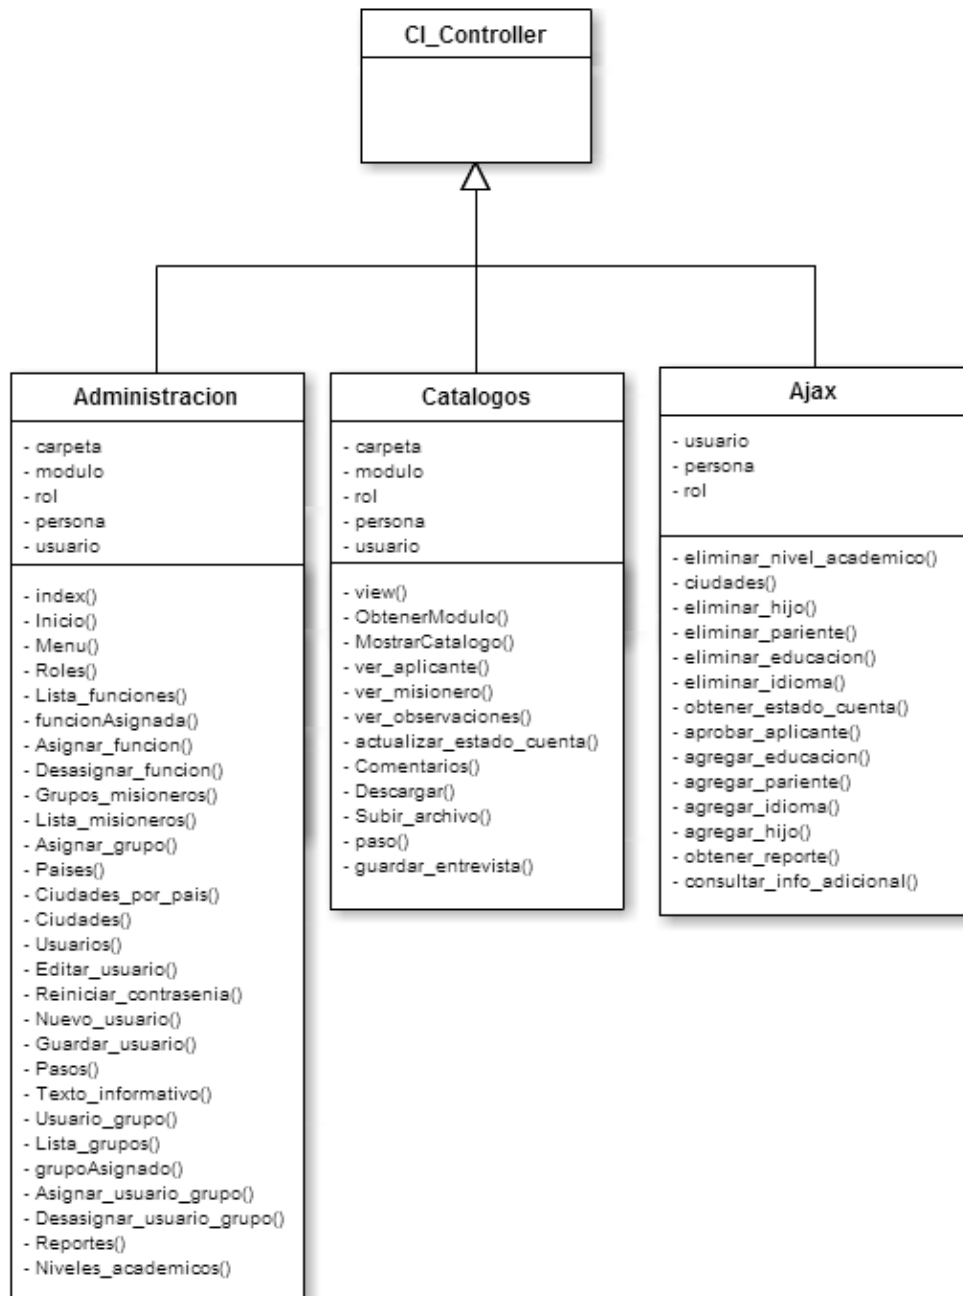 CI_Controller
Administracion
- carpeta
- modulo
- rol
- persona
- usuario
- index()
- Inicio()
- Menu()
- Roles()
- Lista_funciones()
- funcionAsignada()
- Asignar_funcion()
- Desasignar_funcion()
- Grupos_misioneros()
- Lista_misioneros()
- Asignar_grupo()
- Paises()
- Ciudades_por_pais()
- Ciudades()
- Usuarios()
- Editar_usuario()
- Reiniciar_contrasenia()
- Nuevo_usuario()
- Guardar_usuario()
- Pasos()
- Texto_informativo()
- Usuario_grupo()
- Lista_grupos()
- grupoAsignado()
- Asignar_usuario_grupo()
- Desasignar_usuario_grupo()
- Reportes()
- Niveles_academicos()
Catalogos
- carpeta
- modulo
- rol
- persona
- usuario
- view()
- ObtenerModulo()
- MostrarCatalogo()
- ver_aplicante()
- ver_misionero()
- ver_observaciones()
- actualizar_estado_cuenta()
- Comentarios()
- Descargar()
- Subir_archivo()
- paso()
- guardar_entrevista()
Ajax
- usuario
- persona
- rol
- eliminar_nivel_academico()
- ciudades()
- eliminar_hijo()
- eliminar_pariente()
- eliminar_educacion()
- eliminar_idioma()
- obtener_estado_cuenta()
- aprobar_aplicante()
- agregar_educacion()
- agregar_pariente()
- agregar_idioma()
- agregar_hijo()
- obtener_reporte()
- consultar_info_adicional()